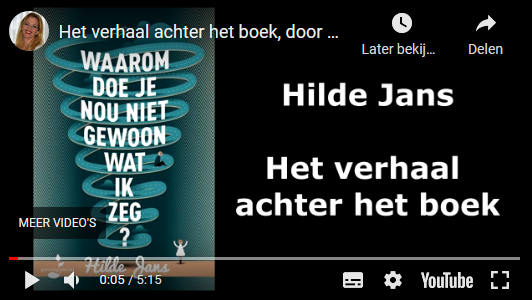 Het verhaal achter het boek, door ...
Later bekij...
Delen
WAAROM
DOE JE
NOU NIET
GEWOON
WAT
IK
ZEG
?
Hilde Jans
Hilde Jans
Het verhaal
achter het boek
MEER VIDEO'S
0:05 / 5:15
YouTube